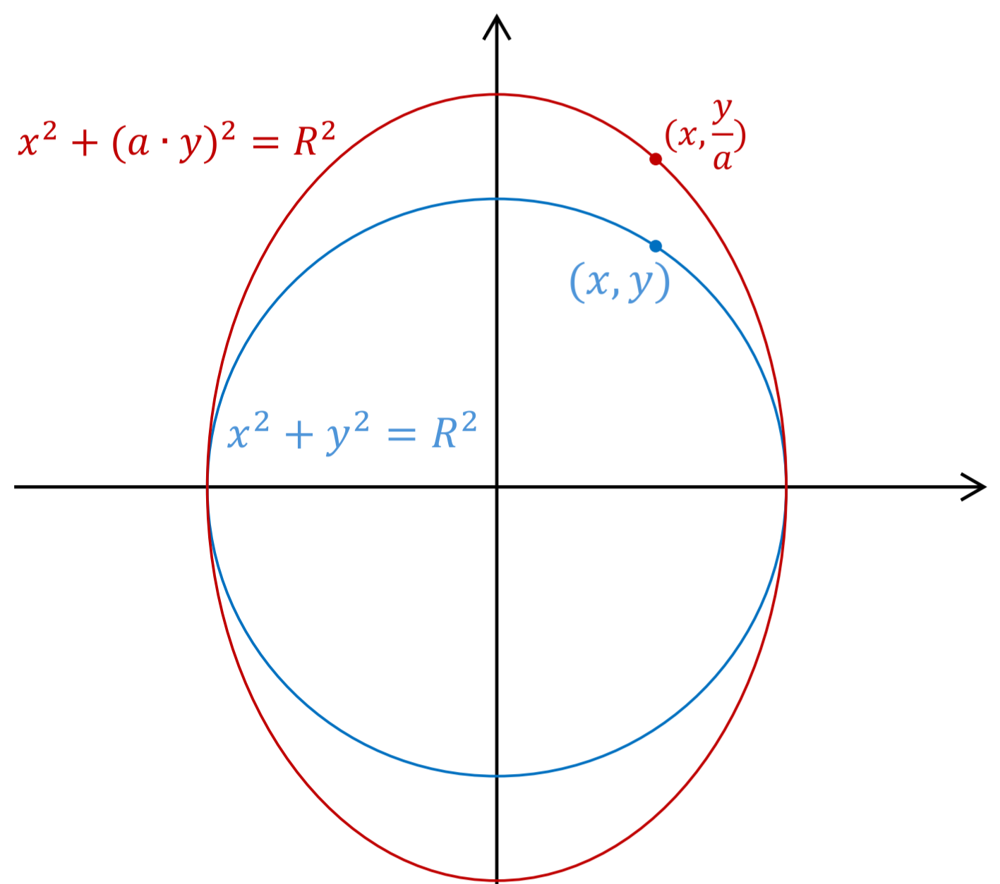 x² + (a · y)² = R²
(x, y/a)
(x, y)
x² + y² = R²